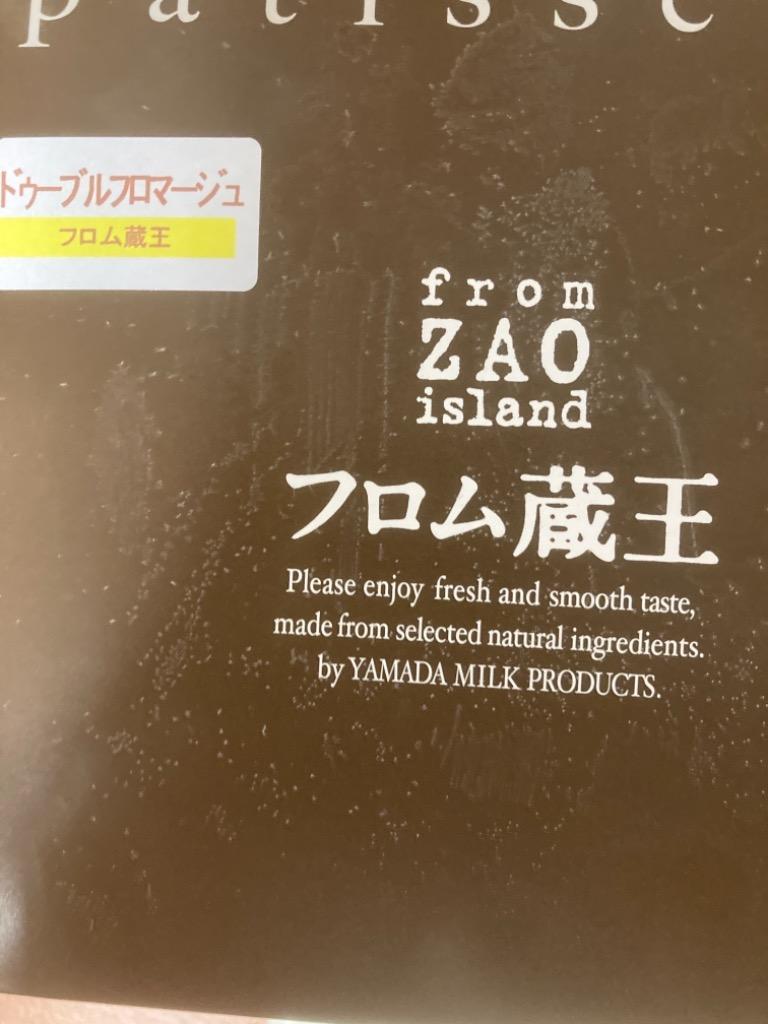 patisse
ドゥーブルフロマージュ
フロム蔵王
from
ZAO
island
フロム蔵王
Please enjoy fresh and smooth taste,
made from selected natural ingredients.
by YAMADA MILK PRODUCTS.